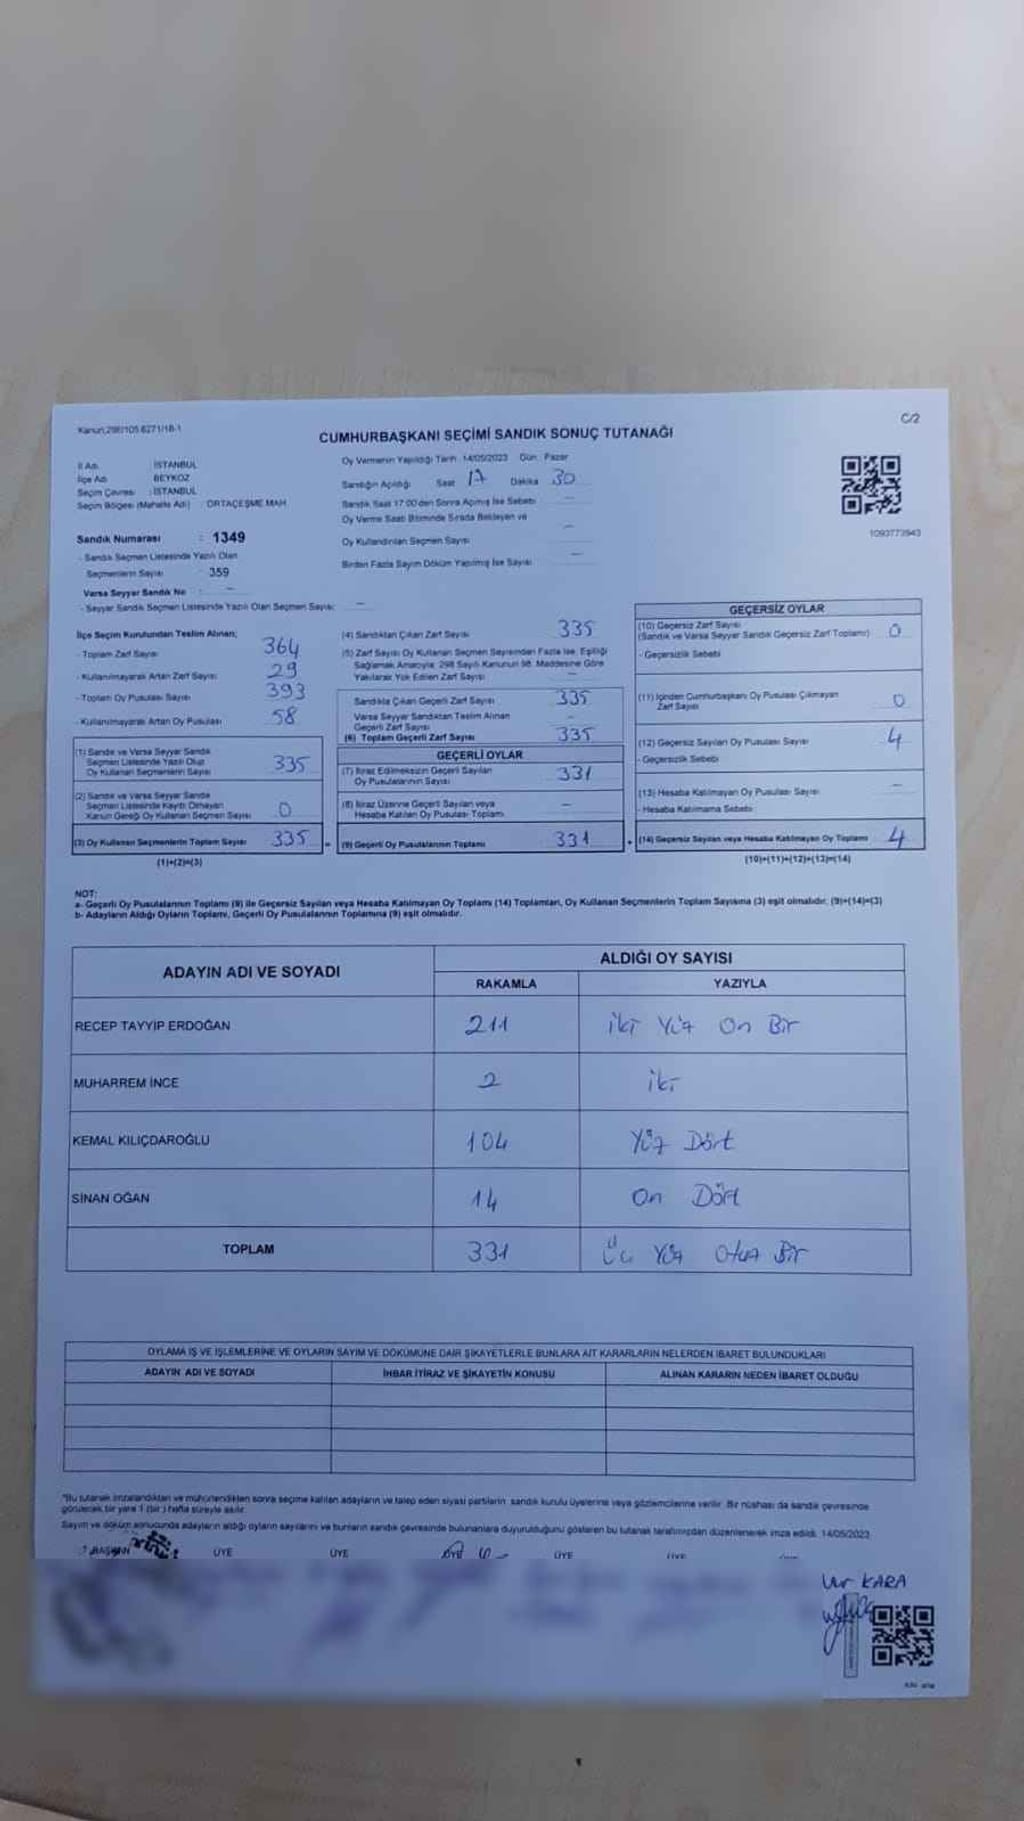 C/2
CUMHURBAŞKANI SEÇİMİ SANDIK SONUÇ TUTANAĞI
İl Adı : İSTANBUL
İlçe Adı : BEYKOZ
Seçim Çevresi : İSTANBUL
Seçim Bölgesi (Mahalle Adı) : ORTAÇEŞME MAH.
Sandık Numarası : 1349
- Sandık Seçmen Listesinde Yazılı Olan
Seçmenlerin Sayısı 359
Varsa Seyyar Sandık No : –
- Seyyar Sandık Seçmen Listesinde Yazılı Olan Seçmen Sayısı: –
Oy Vermenin Yapıldığı Tarih : 14/05/2023 Gün : Pazar
Sandığın Açıldığı Saat 17 Dakika 30
Sandık Saat 17:00'den Sonra Açılmış İse Sebebi –
Oy Verme Saati Bitiminde Sırada Bekleyen ve
Oy Kullandırılan Seçmen Sayısı –
Birden Fazla Sayım Döküm Yapılmış İse Sayısı –
1093773943
İlçe Seçim Kurulundan Teslim Alınan;
- Toplam Zarf Sayısı 364
- Kullanılmayarak Artan Zarf Sayısı 29
- Toplam Oy Pusulası Sayısı 393
- Kullanılmayarak Artan Oy Pusulası 58
(1) Sandık ve Varsa Seyyar Sandık
Seçmen Listesinde Yazılı Olup
Oy Kullanan Seçmenlerin Sayısı 335
(2) Sandık ve Varsa Seyyar Sandık
Seçmen Listesinde Kayıtlı Olmayan
Kanun Gereği Oy Kullanan Seçmen Sayısı 0
(3) Oy Kullanan Seçmenlerin Toplam Sayısı 335
(1)+(2)=(3)
(4) Sandıktan Çıkan Zarf Sayısı 335
(5) Zarf Sayısı Oy Kullanan Seçmen Sayısından Fazla İse, Eşitliği
Sağlamak Amacıyla 298 Sayılı Kanunun 98. Maddesine Göre
Yakılarak Yok Edilen Zarf Sayısı –
Sandıkta Çıkan Geçerli Zarf Sayısı 335
Varsa Seyyar Sandıktan Teslim Alınan
Geçerli Zarf Sayısı –
(6) Toplam Geçerli Zarf Sayısı 335
GEÇERLİ OYLAR
(7) İtiraz Edilmeksizin Geçerli Sayılan
Oy Pusulalarının Sayısı 331
(8) İtiraz Üzerine Geçerli Sayılan veya
Hesaba Katılan Oy Pusulası Toplamı –
(9) Geçerli Oy Pusulalarının Toplamı 331
GEÇERSİZ OYLAR
(10) Geçersiz Zarf Sayısı
(Sandık ve Varsa Seyyar Sandık Geçersiz Zarf Toplamı) 0
- Geçersizlik Sebebi
(11) İçinden Cumhurbaşkanı Oy Pusulası Çıkmayan
Zarf Sayısı 0
(12) Geçersiz Sayılan Oy Pusulası Sayısı 4
- Geçersizlik Sebebi
(13) Hesaba Katılmayan Oy Pusulası Sayısı –
- Hesaba Katılmama Sebebi
(14) Geçersiz Sayılan veya Hesaba Katılmayan Oy Toplamı 4
(10)+(11)+(12)+(13)=(14)
NOT:
a- Geçerli Oy Pusulalarının Toplamı (9) ile Geçersiz Sayılan veya Hesaba Katılmayan Oy Toplamı (14) Toplamları, Oy Kullanan Seçmenlerin Toplam Sayısına (3) eşit olmalıdır. (9)+(14)=(3)
b- Adayların Aldığı Oyların Toplamı, Geçerli Oy Pusulalarının Toplamına (9) eşit olmalıdır.
ADAYIN ADI VE SOYADI
ALDIĞI OY SAYISI
RAKAMLA YAZIYLA
RECEP TAYYİP ERDOĞAN 211 İki Yüz On Bir
MUHARREM İNCE 2 iki
KEMAL KILIÇDAROĞLU 104 Yüz Dört
SİNAN OĞAN 14 On Dört
TOPLAM 331 Üç Yüz Otuz Bir
OYLAMA İŞ VE İŞLEMLERİNE VE OYLARIN SAYIM VE DÖKÜMÜNE DAİR ŞİKAYETLERLE BUNLARA AİT KARARLARIN NELERDEN İBARET BULUNDUKLARI
ADAYIN ADI VE SOYADI İHBAR İTİRAZ VE ŞİKAYETİN KONUSU ALINAN KARARIN NEDEN İBARET OLDUĞU
*Bu tutanak imzalandıktan ve mühürlendikten sonra seçime katılan adayların ve talep eden siyasi partilerin sandık kurulu üyelerine veya gözlemcilerine verilir. Bir nüshası da sandık çevresinde
görülecek bir yere 1 (bir) hafta süreyle asılır.
Sayım ve döküm sonucunda adayların aldığı oyların sayılarını ve bunların sandık çevresinde bulunanlara duyurulduğunu gösteren bu tutanak tarafımızdan düzenlenerek imza edildi. 14/05/2023
BAŞKAN ÜYE ÜYE ÜYE ÜYE
KARA